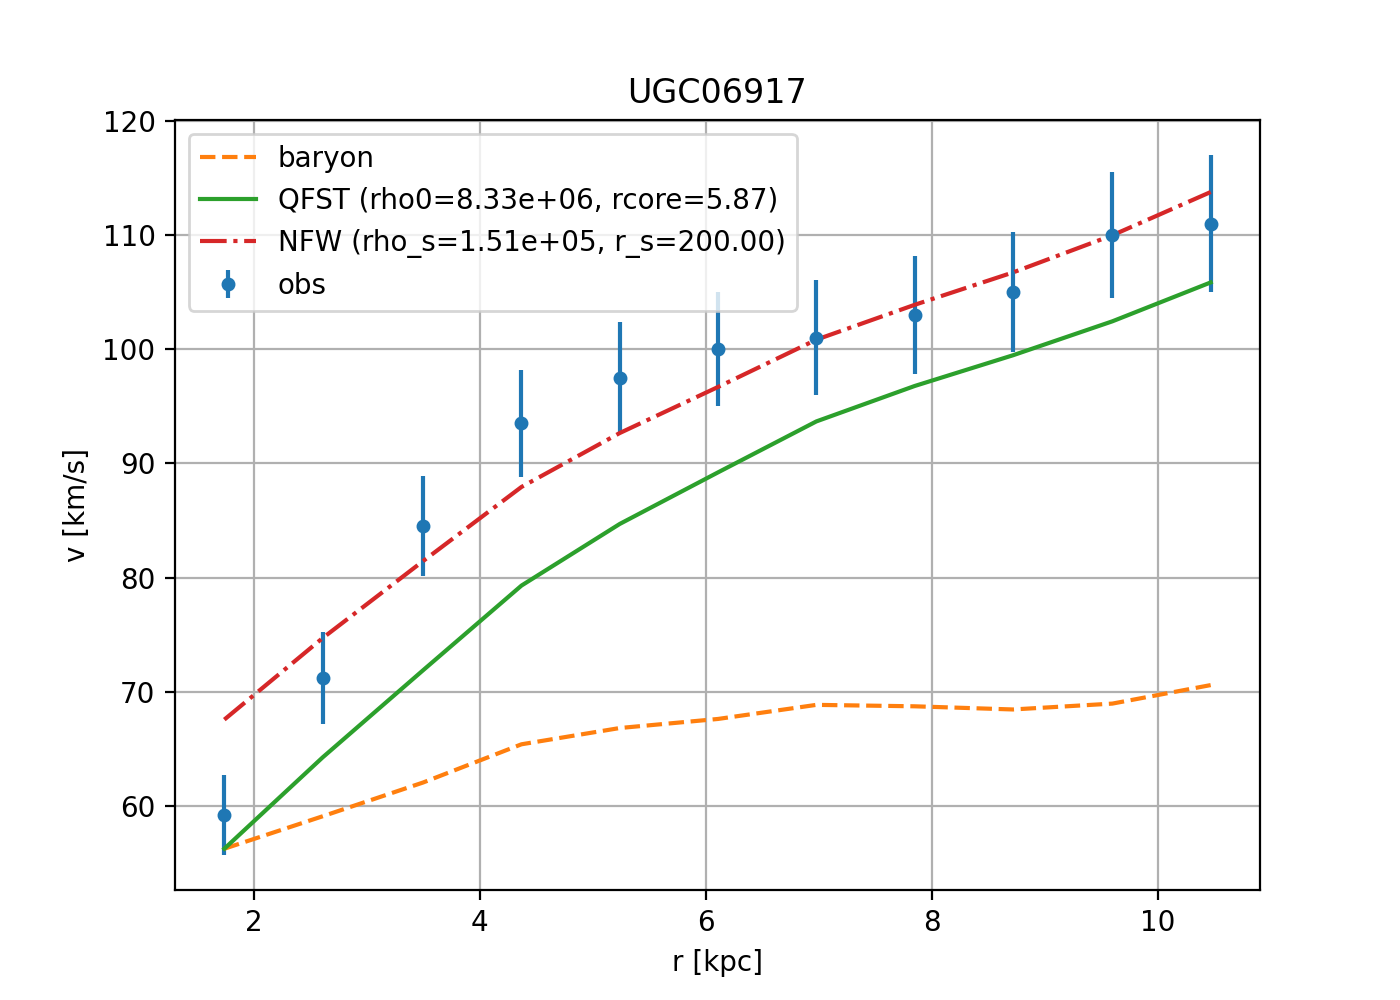 UGC06917
baryon
QFST (rho0=8.33e+06, rcore=5.87)
NFW (rho_s=1.51e+05, r_s=200.00)
obs
120
110
100
90
80
70
60
v [km/s]
2 4 6 8 10
r [kpc]